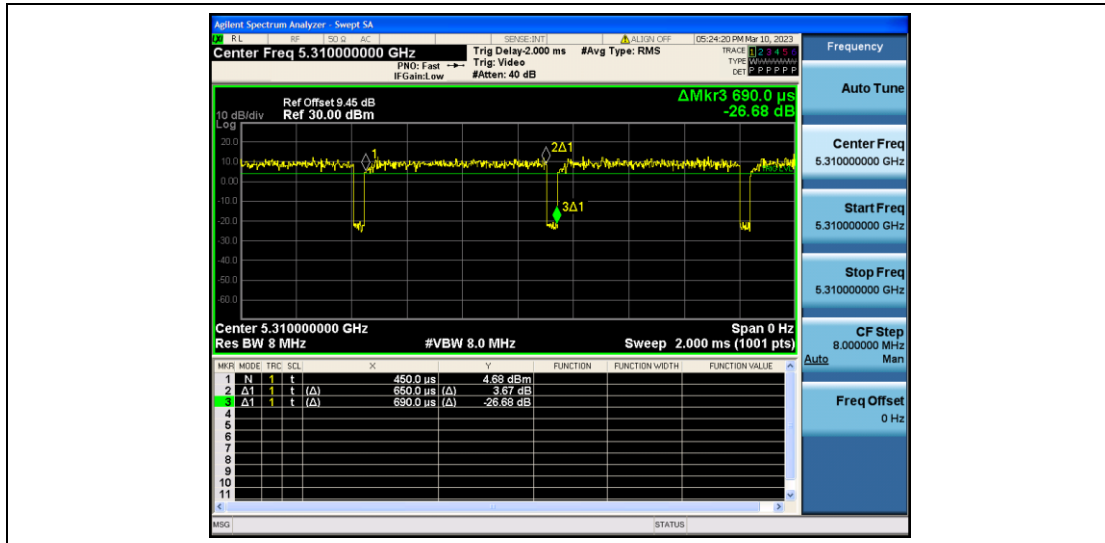 Agilent Spectrum Analyzer - Swept SA
RL RF 50 Ω AC SENSE:INT ALIGN OFF 05:24:20 PM Mar 10, 2023
Center Freq 5.310000000 GHz
PNO: Fast
IFGain:Low
Trig Delay-2.000 ms
Trig: Video
#Atten: 40 dB
#Avg Type: RMS
TRACE 1 2 3 4 5 6
TYPE
DET P P P P P P
ΔMkr3 690.0 µs
-26.68 dB
Ref Offset 9.45 dB
10 dB/div Ref 30.00 dBm
Log
20.0
10.0
0.00
-10.0
-20.0
-30.0
-40.0
-50.0
-60.0
1
2Δ1
3Δ1
TRIG LVL
Center 5.310000000 GHz Span 0 Hz
Res BW 8 MHz #VBW 8.0 MHz Sweep 2.000 ms (1001 pts)
MKR MODE TRC SCL X Y FUNCTION FUNCTION WIDTH FUNCTION VALUE
1 N 1 t 450.0 µs 4.68 dBm
2 Δ1 1 t (Δ) 650.0 µs (Δ) 3.67 dB
3 Δ1 1 t (Δ) 690.0 µs (Δ) -26.68 dB
4
5
6
7
8
9
10
11
MSG STATUS
Frequency
Auto Tune
Center Freq
5.310000000 GHz
Start Freq
5.310000000 GHz
Stop Freq
5.310000000 GHz
CF Step
8.000000 MHz
Auto Man
Freq Offset
0 Hz